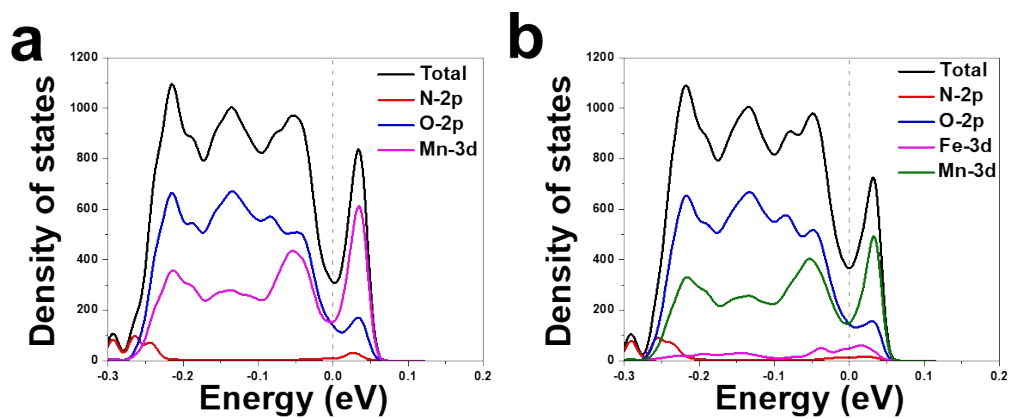 a
1200
1000
800
600
400
200
0
Density of states
-0.3
-0.2
-0.1
0.0
0.1
0.2
Energy (eV)
Total
N-2p
O-2p
Mn-3d
b
1200
1000
800
600
400
200
0
Density of states
-0.3
-0.2
-0.1
0.0
0.1
0.2
Energy (eV)
Total
N-2p
O-2p
Fe-3d
Mn-3d